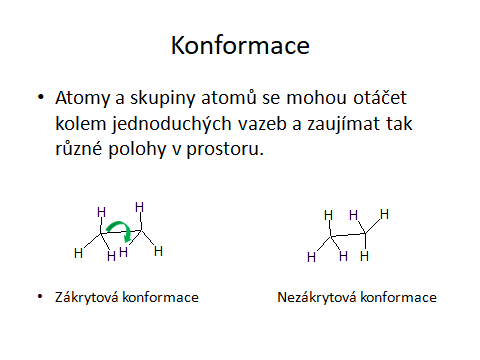 Konformace
• Atomy a skupiny atomů se mohou otáčet
kolem jednoduchých vazeb a zaujímat tak
různé polohy v prostoru.
H H H H H
H H H H H H H
• Zákrytová konformace Nezákrytová konformace